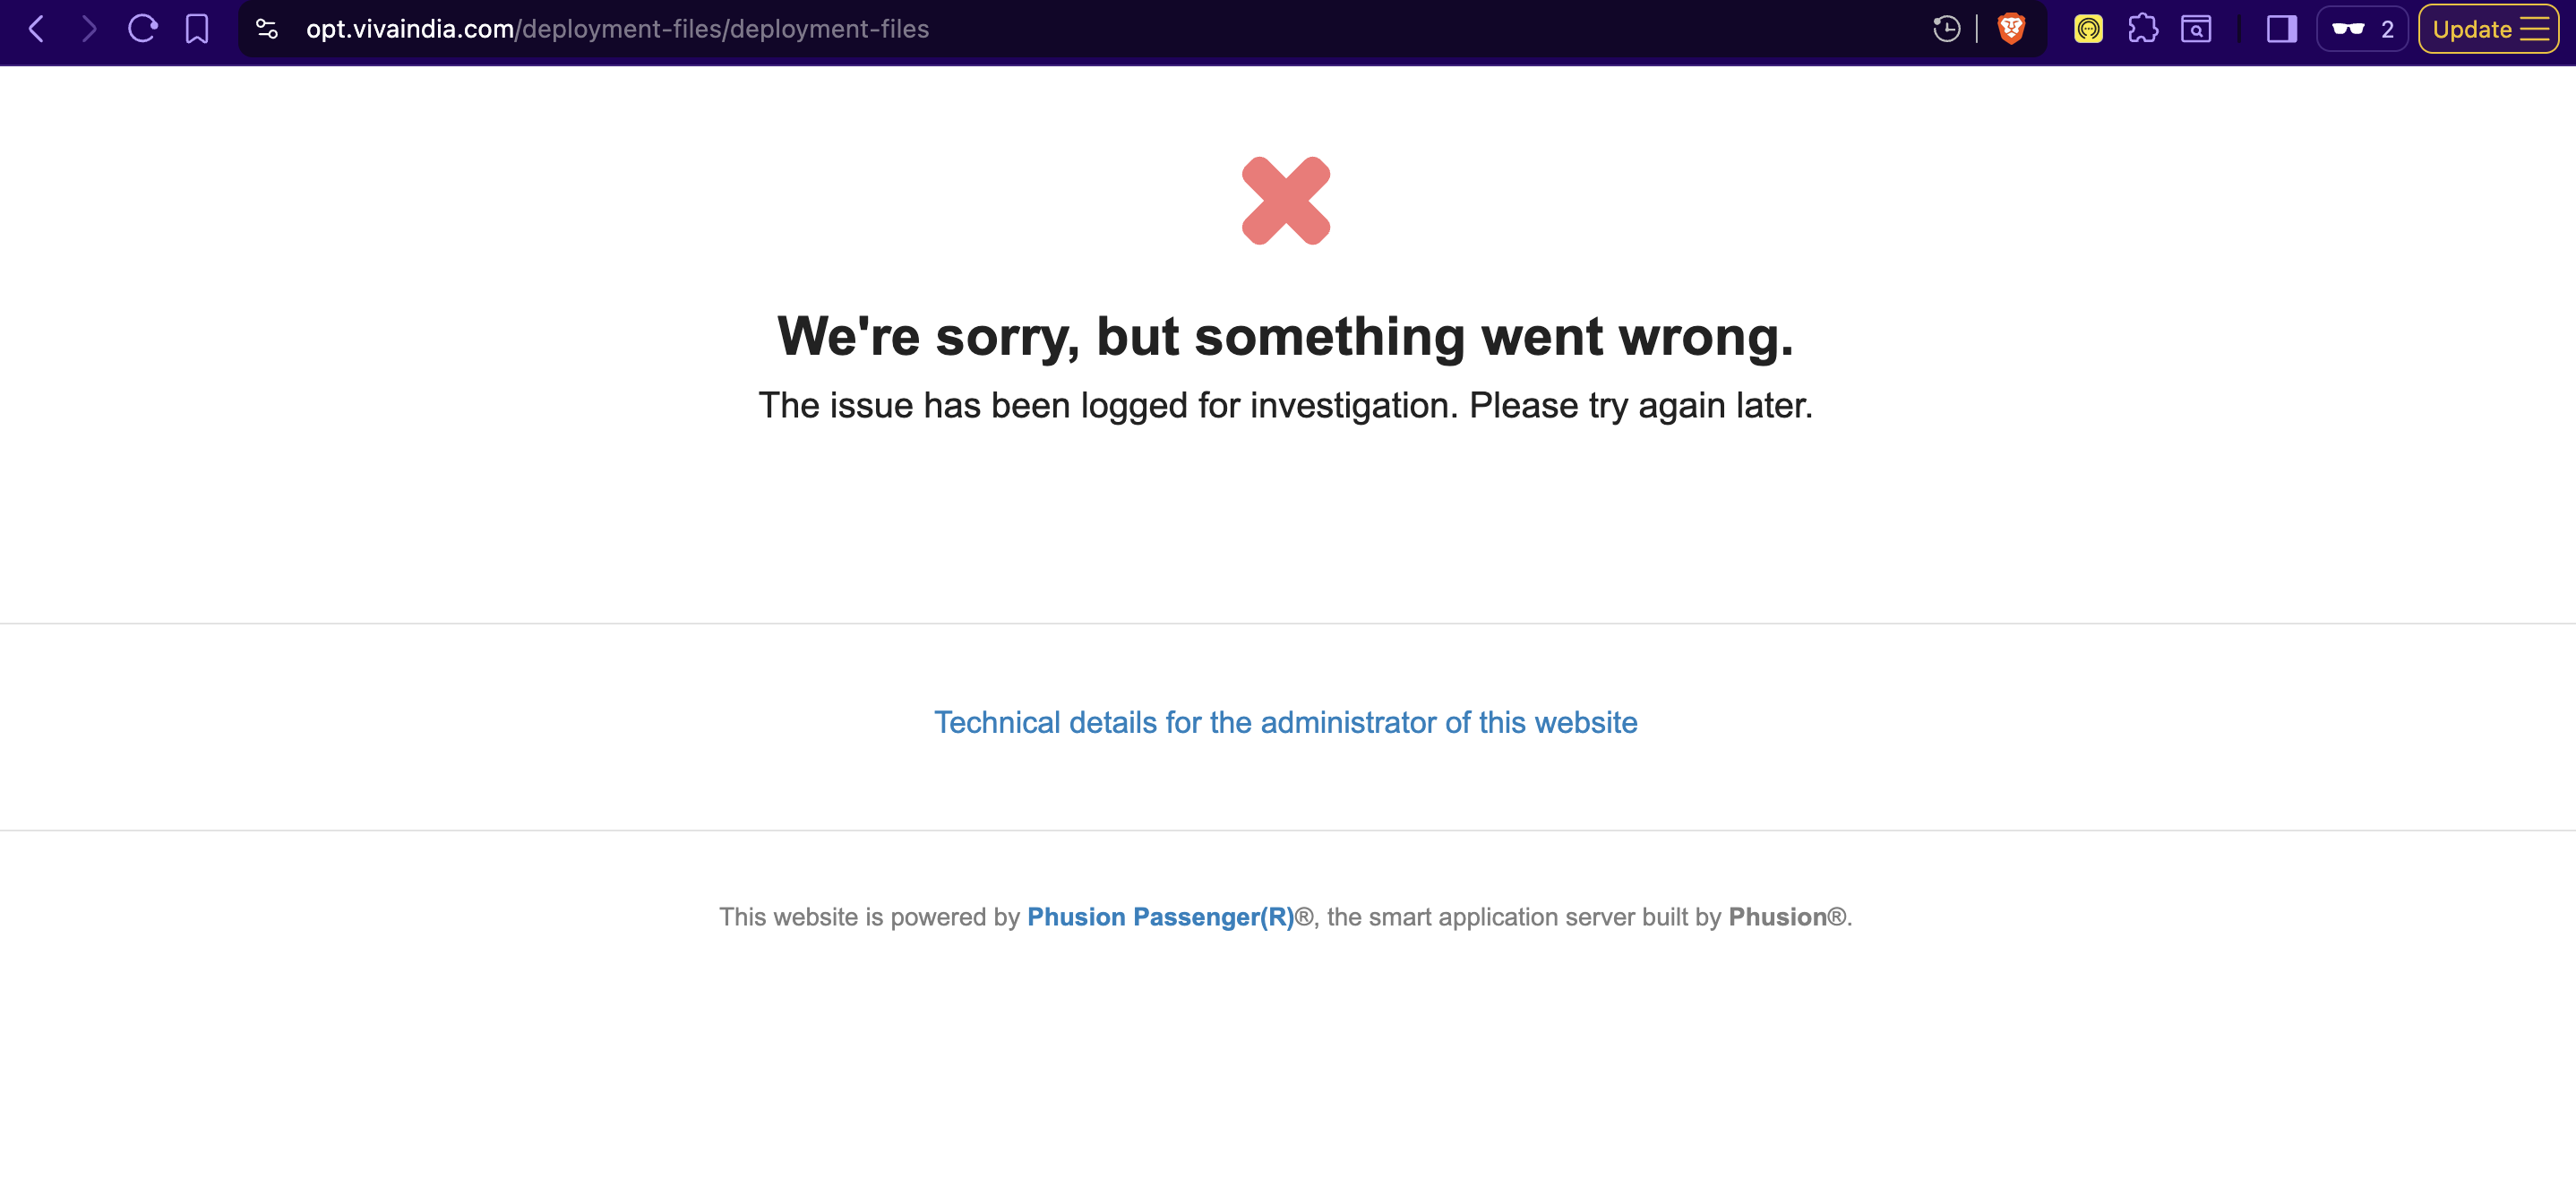 opt.vivaindia.com/deployment-files/deployment-files
2
Update
We're sorry, but something went wrong.
The issue has been logged for investigation. Please try again later.
Technical details for the administrator of this website
This website is powered by Phusion Passenger(R)®, the smart application server built by Phusion®.